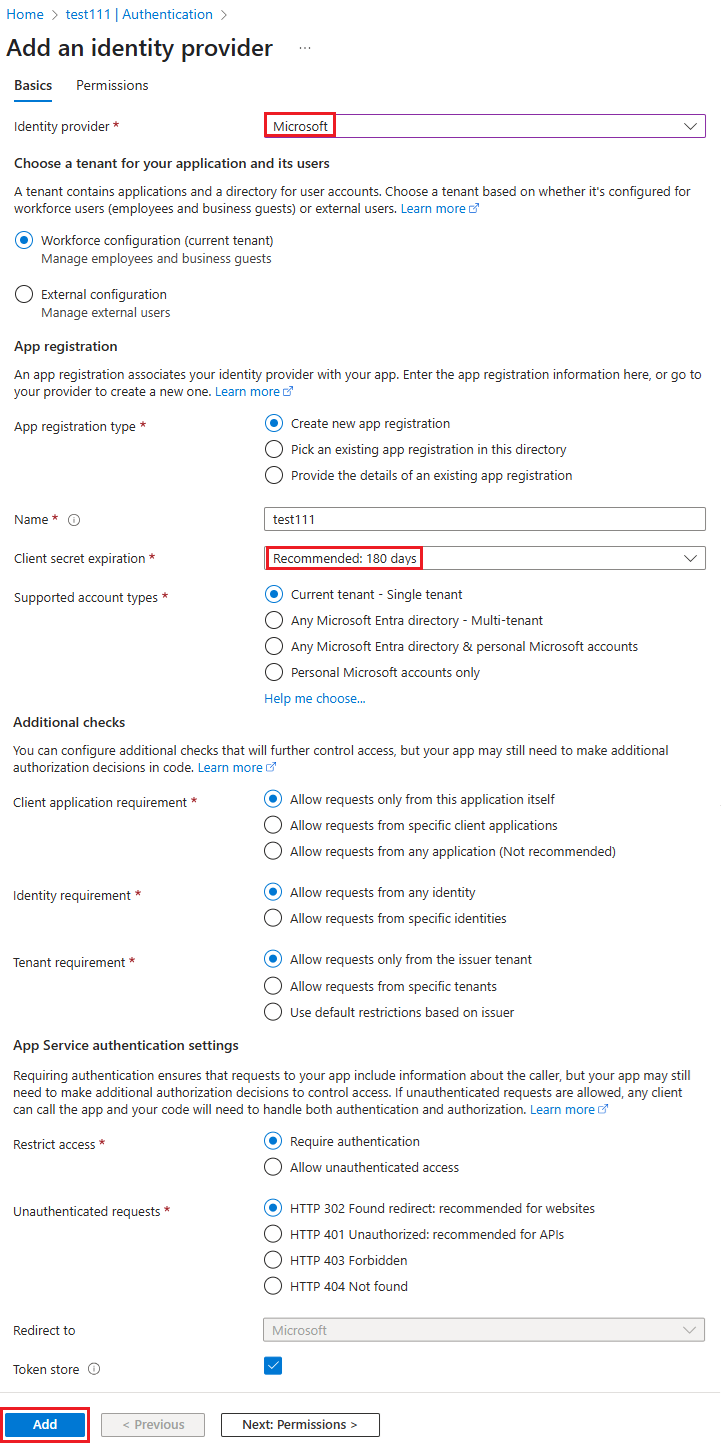 Home > test111 | Authentication >
Add an identity provider ...
Basics Permissions
Identity provider * Microsoft
Choose a tenant for your application and its users
A tenant contains applications and a directory for user accounts. Choose a tenant based on whether it's configured for
workforce users (employees and business guests) or external users. Learn more
Workforce configuration (current tenant)
Manage employees and business guests
External configuration
Manage external users
App registration
An app registration associates your identity provider with your app. Enter the app registration information here, or go to
your provider to create a new one. Learn more
App registration type * Create new app registration
Pick an existing app registration in this directory
Provide the details of an existing app registration
Name * test111
Client secret expiration * Recommended: 180 days
Supported account types * Current tenant - Single tenant
Any Microsoft Entra directory - Multi-tenant
Any Microsoft Entra directory & personal Microsoft accounts
Personal Microsoft accounts only
Help me choose...
Additional checks
You can configure additional checks that will further control access, but your app may still need to make additional
authorization decisions in code. Learn more
Client application requirement * Allow requests only from this application itself
Allow requests from specific client applications
Allow requests from any application (Not recommended)
Identity requirement * Allow requests from any identity
Allow requests from specific identities
Tenant requirement * Allow requests only from the issuer tenant
Allow requests from specific tenants
Use default restrictions based on issuer
App Service authentication settings
Requiring authentication ensures that requests to your app include information about the caller, but your app may still
need to make additional authorization decisions to control access. If unauthenticated requests are allowed, any client
can call the app and your code will need to handle both authentication and authorization. Learn more
Restrict access * Require authentication
Allow unauthenticated access
Unauthenticated requests * HTTP 302 Found redirect: recommended for websites
HTTP 401 Unauthorized: recommended for APIs
HTTP 403 Forbidden
HTTP 404 Not found
Redirect to Microsoft
Token store
Add < Previous Next: Permissions >